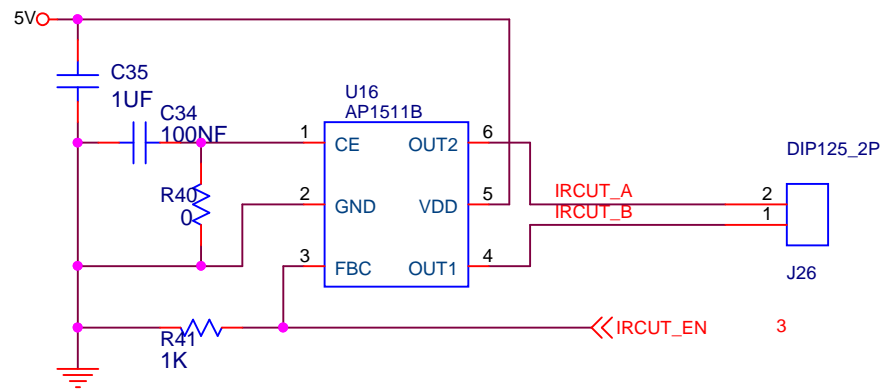 5V
C35
1UF
C34
100NF
U16
AP1511B
1
CE
OUT2
6
DIP125_2P
R40
0
2
GND
VDD
5
IRCUT_A
IRCUT_B
2
1
3
FBC
OUT1
4
J26
R41
1K
IRCUT_EN
3